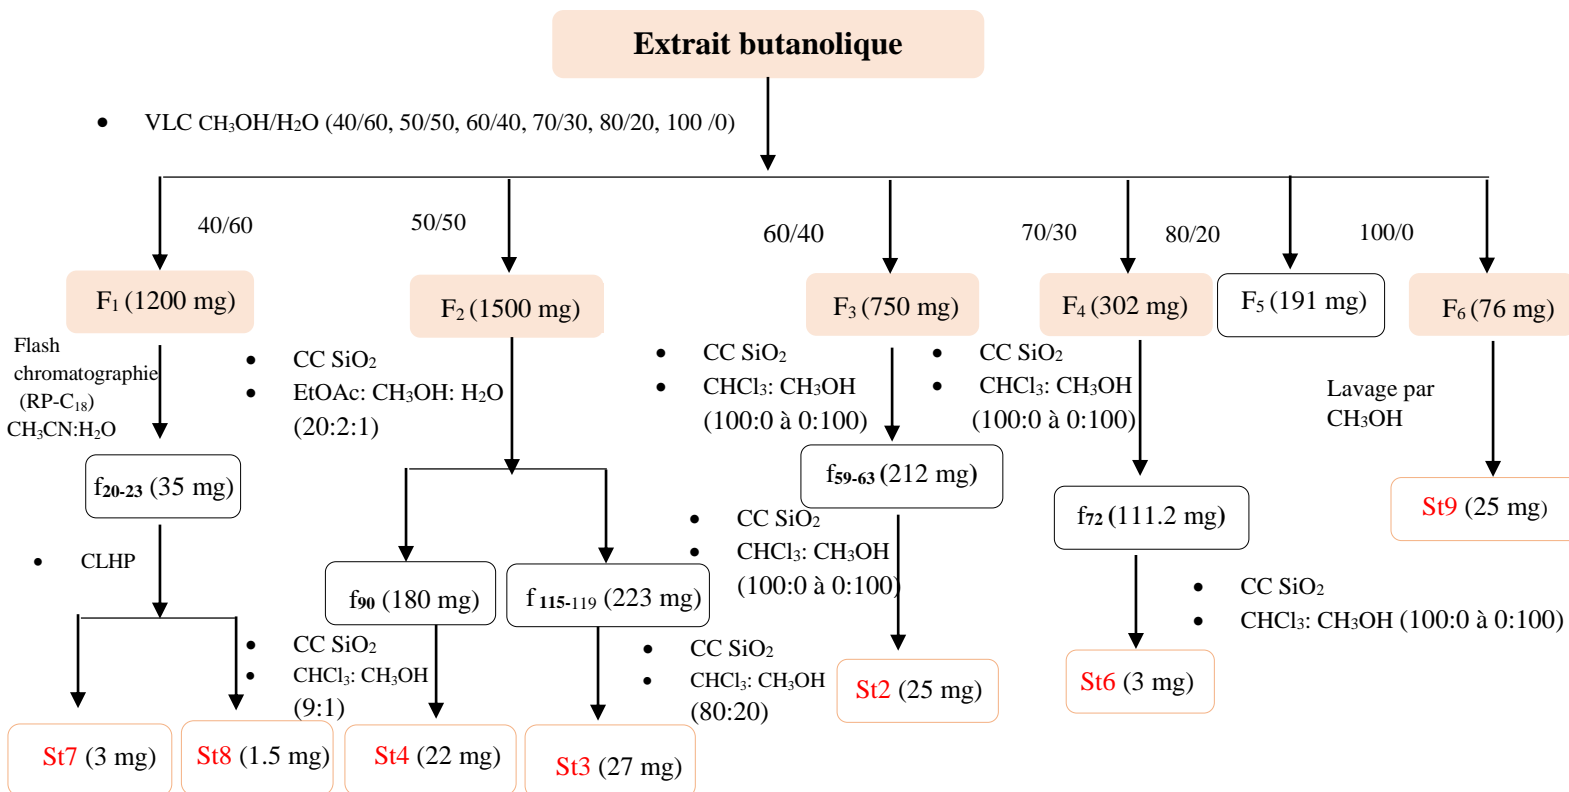 Extrait butanolique
• VLC CH₃OH/H₂O (40/60, 50/50, 60/40, 70/30, 80/20, 100 /0)
40/60
50/50
60/40
70/30
80/20
100/0
F₁ (1200 mg)
F₂ (1500 mg)
F₃ (750 mg)
F₄ (302 mg)
F₅ (191 mg)
F₆ (76 mg)
Flash
chromatographie
(RP-C₁₈)
CH₃CN:H₂O
• CC SiO₂
• EtOAc: CH₃OH: H₂O
(20:2:1)
• CC SiO₂
• CHCl₃: CH₃OH
(100:0 à 0:100)
• CC SiO₂
• CHCl₃: CH₃OH
(100:0 à 0:100)
Lavage par
CH₃OH
f₂₀₋₂₃ (35 mg)
f₅₉₋₆₃ (212 mg)
f₇₂ (111.2 mg)
St9 (25 mg)
• CLHP
f₉₀ (180 mg)
f ₁₁₅₋₁₁₉ (223 mg)
• CC SiO₂
• CHCl₃: CH₃OH
(100:0 à 0:100)
• CC SiO₂
• CHCl₃: CH₃OH (100:0 à 0:100)
• CC SiO₂
• CHCl₃: CH₃OH
(9:1)
• CC SiO₂
• CHCl₃: CH₃OH
(80:20)
St2 (25 mg)
St6 (3 mg)
St7 (3 mg)
St8 (1.5 mg)
St4 (22 mg)
St3 (27 mg)